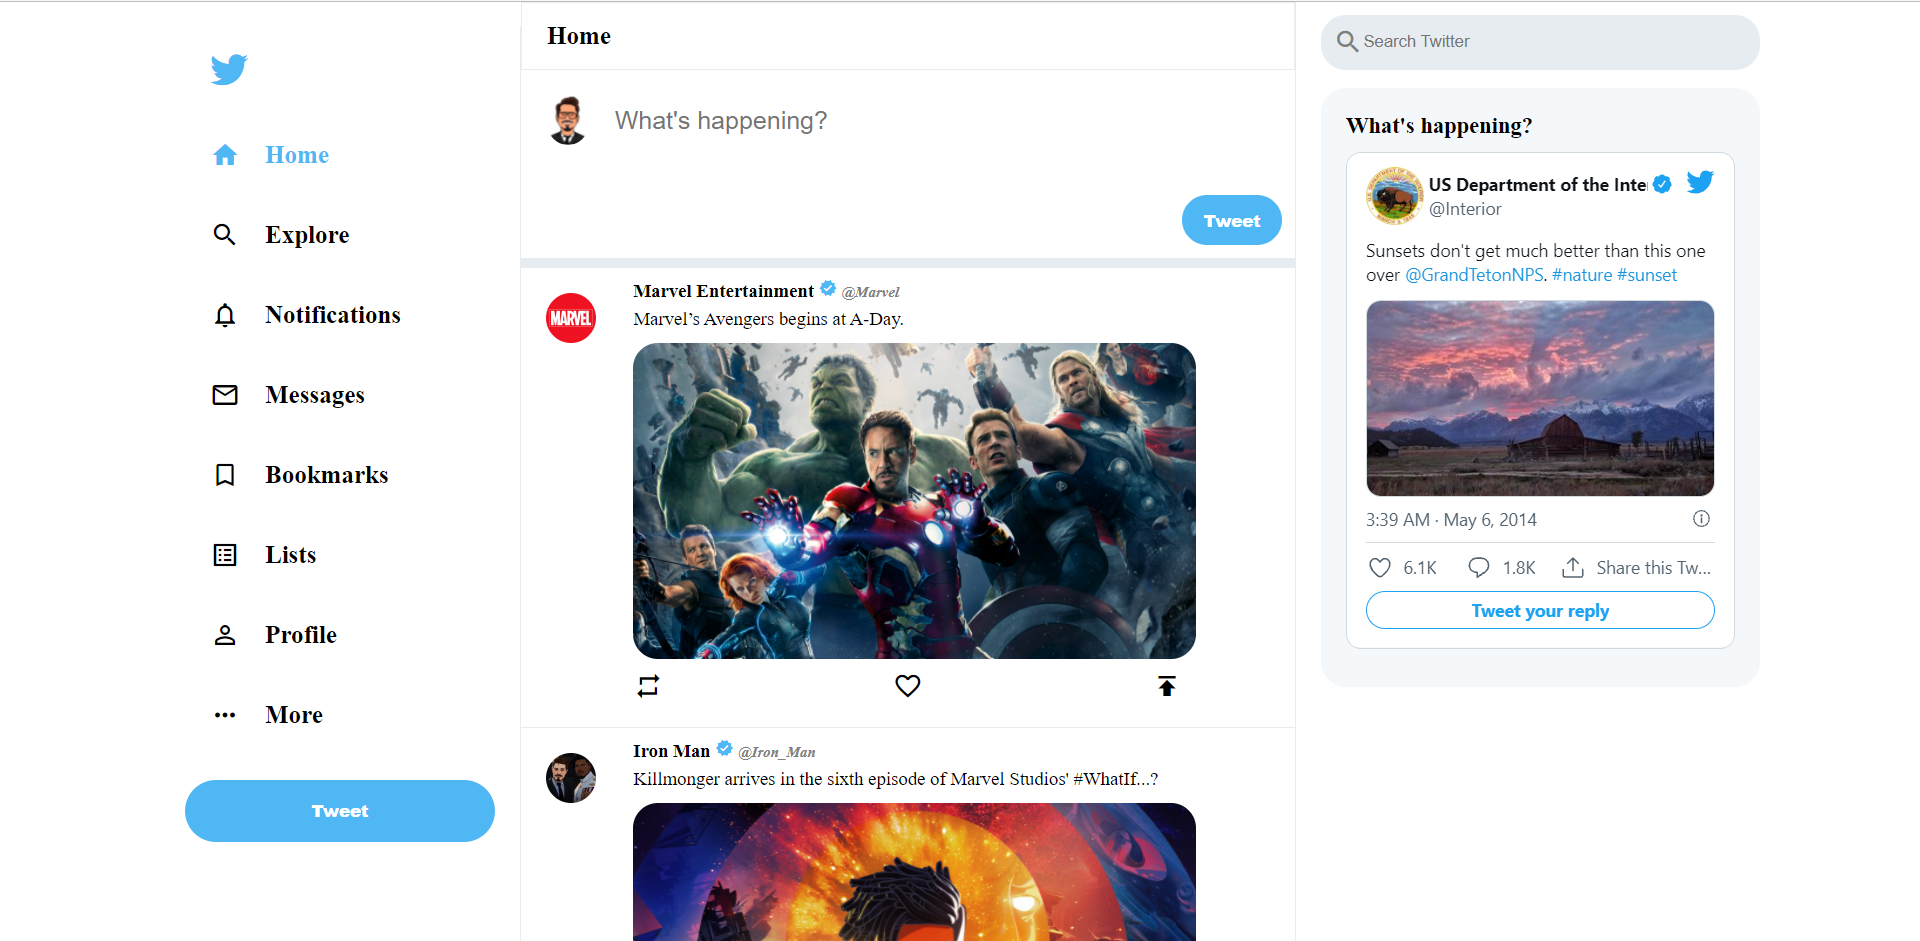 Home
Explore
Notifications
Messages
Bookmarks
Lists
Profile
More
Tweet
Home
What's happening?
Tweet
MARVEL
Marvel Entertainment @Marvel
Marvel’s Avengers begins at A-Day.
Iron Man @Iron_Man
Killmonger arrives in the sixth episode of Marvel Studios' #WhatIf...?
Search Twitter
What's happening?
US Department of the Inte
@Interior
Sunsets don't get much better than this one
over @GrandTetonNPS. #nature #sunset
3:39 AM · May 6, 2014
6.1K 1.8K Share this Tw...
Tweet your reply